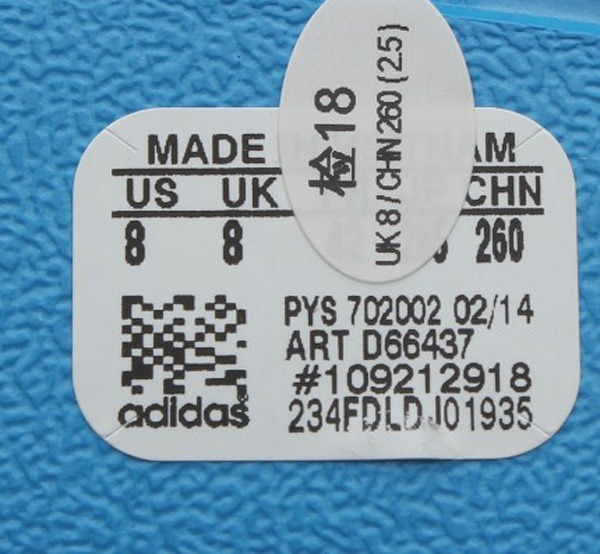 检18
UK 8 / CHN 260 { 2.5 }
MADE
US UK CHN
8 8 260
PYS 702002 02/14
ART D66437
#109212918
adidas®
234FDLDJ01935